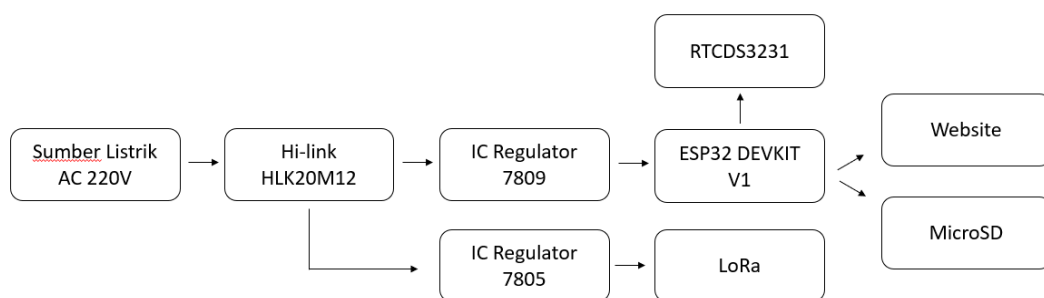 RTCDS3231
Website
Sumber Listrik
AC 220V
Hi-link
HLK20M12
IC Regulator
7809
ESP32 DEVKIT
V1
MicroSD
IC Regulator
7805
LoRa